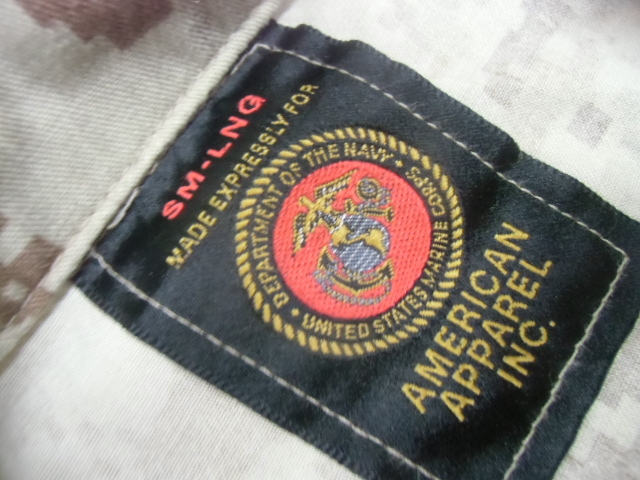 SM-LNG
MADE EXPRESSLY FOR
DEPARTMENT OF THE NAVY
UNITED STATES MARINE CORPS
AMERICAN
APPAREL
INC.